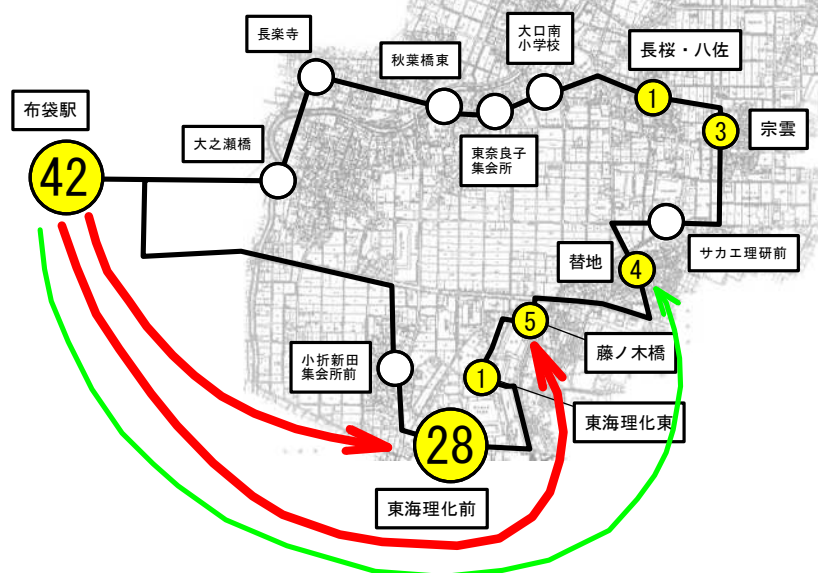 長楽寺
秋葉橋東
大口南
小学校
長桜・八佐
布袋駅
大之瀬橋
東奈良子
集会所
宗雲
1
3
42
サカエ理研前
替地
4
5
藤ノ木橋
小折新田
集会所前
1
東海理化東
28
東海理化前